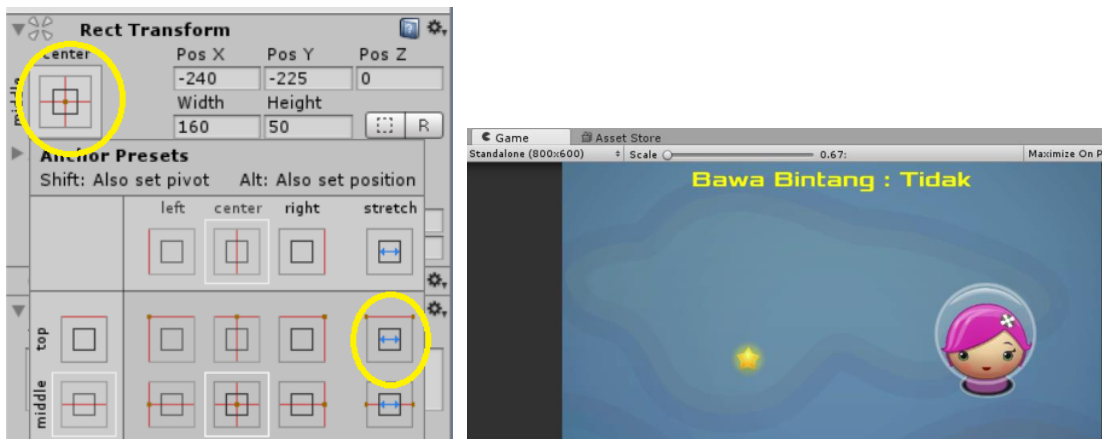 Rect Transform
center
Pos X Pos Y Pos Z
-240 -225 0
middle
Width Height
160 50 R
Anchor Presets
Shift: Also set pivot Alt: Also set position
left center right stretch
top
middle
Game Asset Store
Standalone (800x600) Scale 0.67: Maximize On P
Bawa Bintang : Tidak